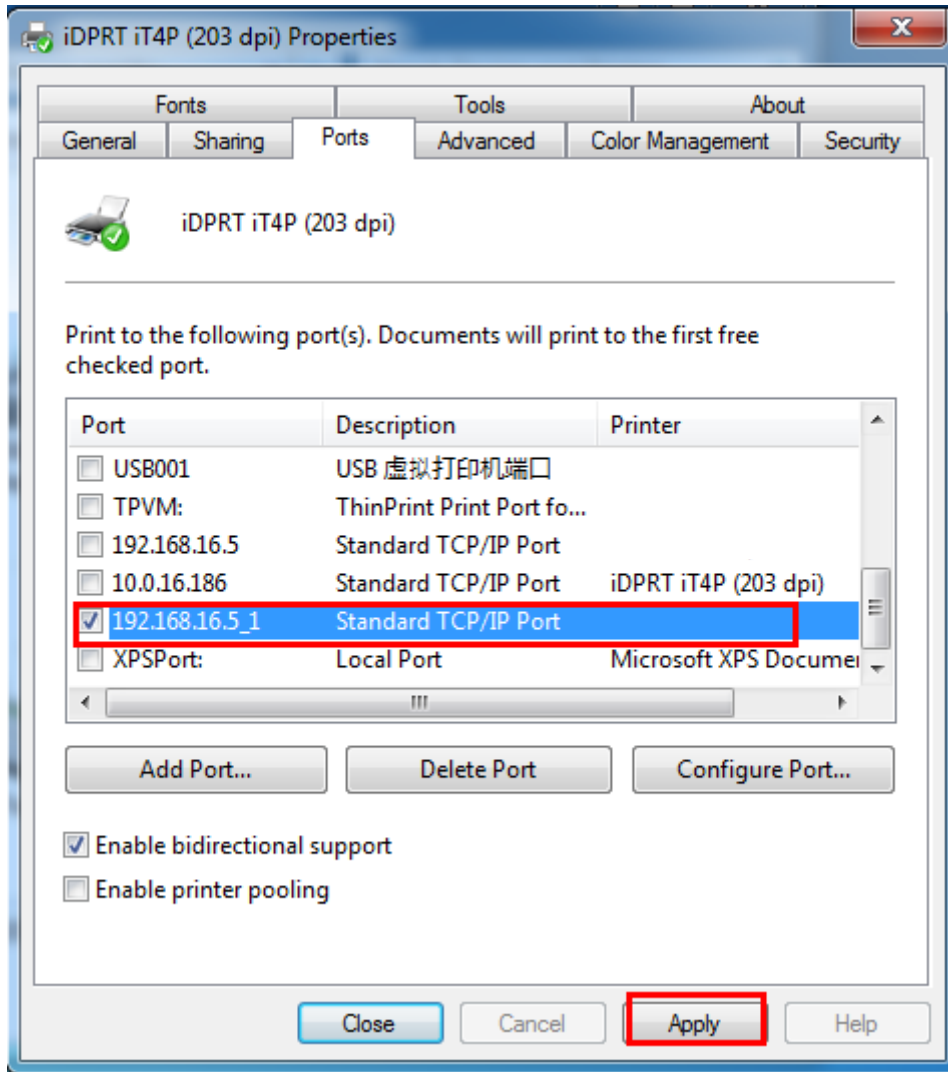 iDPRT iT4P (203 dpi) Properties
Fonts Tools About
General Sharing Ports Advanced Color Management Security
iDPRT iT4P (203 dpi)
Print to the following port(s). Documents will print to the first free
checked port.
Port Description Printer
USB001 USB 虚拟打印机端口
TPVM: ThinPrint Print Port fo...
192.168.16.5 Standard TCP/IP Port
10.0.16.186 Standard TCP/IP Port iDPRT iT4P (203 dpi)
192.168.16.5_1 Standard TCP/IP Port
XPSPort: Local Port Microsoft XPS Documer
Add Port... Delete Port Configure Port...
Enable bidirectional support
Enable printer pooling
Close Cancel Apply Help